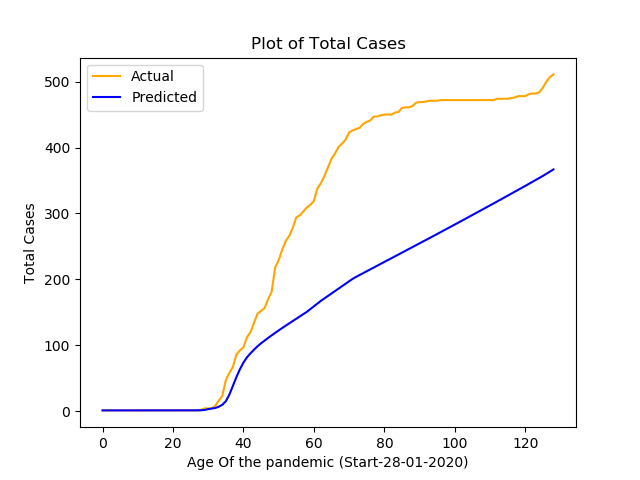 Plot of Total Cases
Actual
Predicted
500
400
300
200
100
0
Total Cases
0 20 40 60 80 100 120
Age Of the pandemic (Start-28-01-2020)